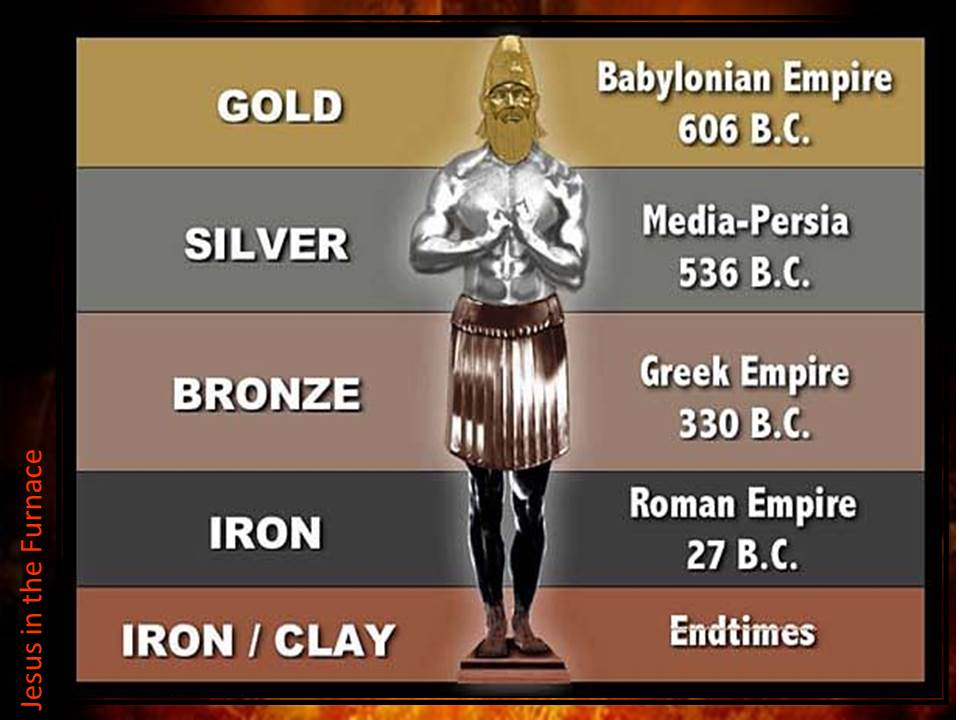 GOLD
Babylonian Empire
606 B.C.
SILVER
Media-Persia
536 B.C.
BRONZE
Greek Empire
330 B.C.
IRON
Roman Empire
27 B.C.
IRON / CLAY
Endtimes
Jesus in the Furnace